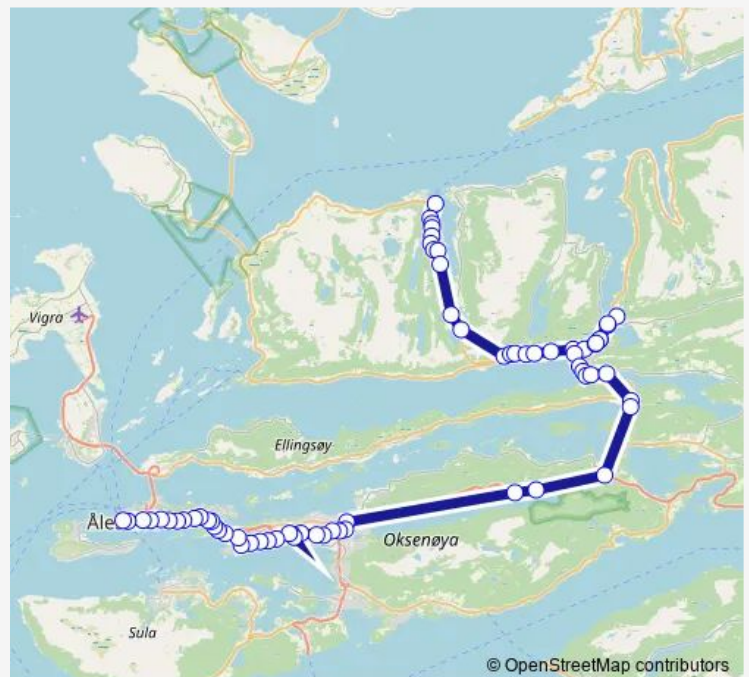 Vigra
Ellingsøy
Åle
Oksenøya
Sula
© OpenStreetMap contributors